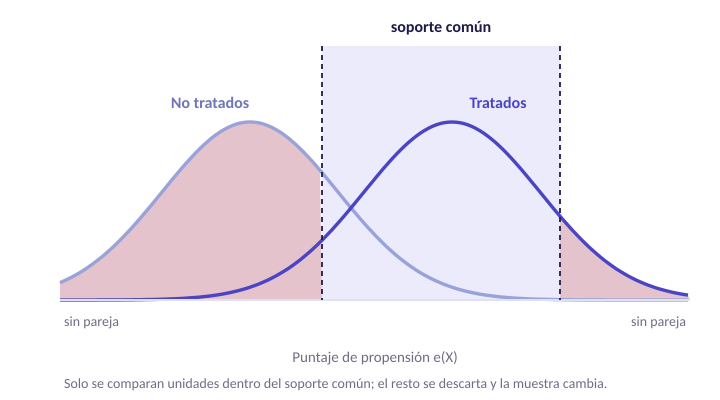 soporte común
No tratados
Tratados
sin pareja
sin pareja
Puntaje de propensión e(X)
Solo se comparan unidades dentro del soporte común; el resto se descarta y la muestra cambia.